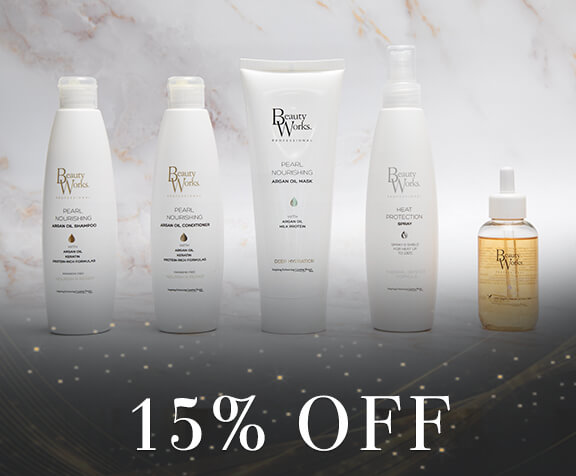 Beauty
Works.
PROFESSIONAL
PEARL
NOURISHING
ARGAN OIL SHAMPOO
WITH
ARGAN OIL
KERATIN
PROTEIN-RICH FORMULAS
Beauty
Works.
PROFESSIONAL
PEARL
NOURISHING
ARGAN OIL CONDITIONER
WITH
ARGAN OIL
KERATIN
PROTEIN-RICH FORMULAS
Beauty
Works.
PROFESSIONAL
PEARL
NOURISHING
ARGAN OIL MASK
WITH
ARGAN OIL
MILK PROTEIN
DEEP HYDRATION
Beauty
Works.
PROFESSIONAL
HEAT
PROTECTION
SPRAY
Beauty
Works.
15% OFF